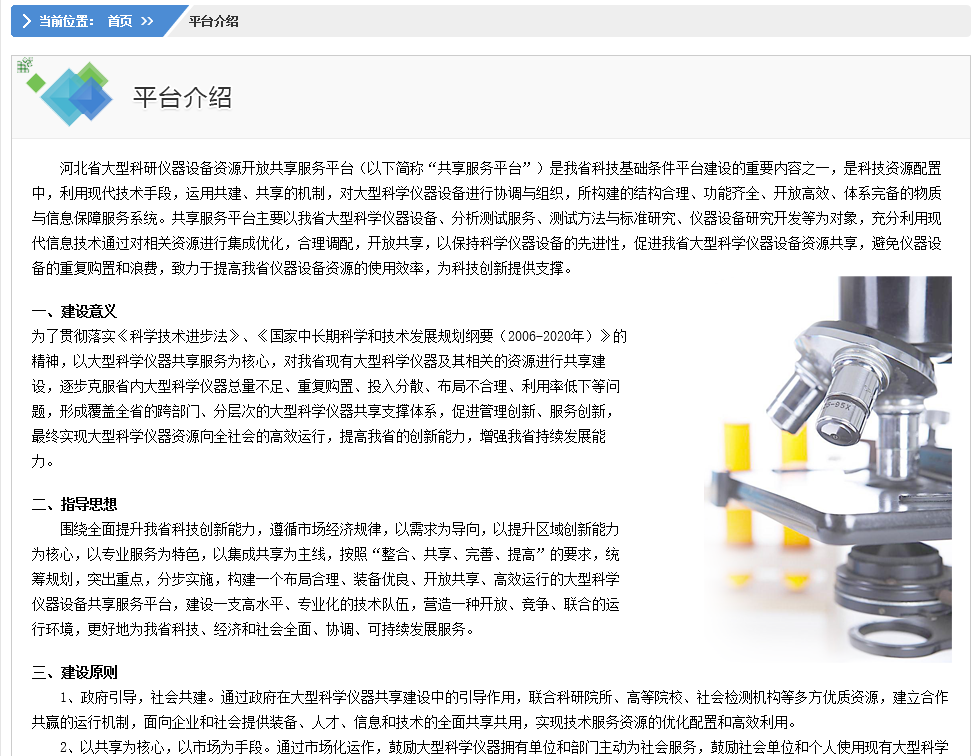 当前位置： 首页 >> 平台介绍
平台介绍
河北省大型科研仪器设备资源开放共享服务平台（以下简称“共享服务平台”）是我省科技基础条件平台建设的重要内容之一，是科技资源配置
中，利用现代技术手段，运用共建、共享的机制，对大型科学仪器设备进行协调与组织，所构建的结构合理、功能齐全、开放高效、体系完备的物质
与信息保障服务系统。共享服务平台主要以我省大型科学仪器设备、分析测试服务、测试方法与标准研究、仪器设备研究开发等为对象，充分利用现
代信息技术通过对相关资源进行集成优化，合理调配，开放共享，以保持科学仪器设备的先进性，促进我省大型科学仪器设备资源共享，避免仪器设
备的重复购置和浪费，致力于提高我省仪器设备资源的使用效率，为科技创新提供支撑。
一、建设意义
为了贯彻落实《科学技术进步法》、《国家中长期科学和技术发展规划纲要（2006-2020年）》的
精神，以大型科学仪器共享服务为核心，对我省现有大型科学仪器及其相关的资源进行共享建
设，逐步克服省内大型科学仪器总量不足、重复购置、投入分散、布局不合理、利用率低下等问
题，形成覆盖全省的跨部门、分层次的大型科学仪器共享支撑体系，促进管理创新、服务创新，
最终实现大型科学仪器资源向全社会的高效运行，提高我省的创新能力，增强我省持续发展能
力。
二、指导思想
围绕全面提升我省科技创新能力，遵循市场经济规律，以需求为导向，以提升区域创新能力
为核心，以专业服务为特色，以集成共享为主线，按照“整合、共享、完善、提高”的要求，统
筹规划，突出重点，分步实施，构建一个布局合理、装备优良、开放共享、高效运行的大型科学
仪器设备共享服务平台，建设一支高水平、专业化的技术队伍，营造一种开放、竞争、联合的运
行环境，更好地为我省科技、经济和社会全面、协调、可持续发展服务。
三、建设原则
1、政府引导，社会共建。通过政府在大型科学仪器共享建设中的引导作用，联合科研院所、高等院校、社会检测机构等多方优质资源，建立合作
共赢的运行机制，面向企业和社会提供装备、人才、信息和技术的全面共享共用，实现技术服务资源的优化配置和高效利用。
2、以共享为核心，以市场为手段。通过市场化运作，鼓励大型科学仪器拥有单位和部门主动为社会服务，鼓励社会单位和个人使用现有大型科学